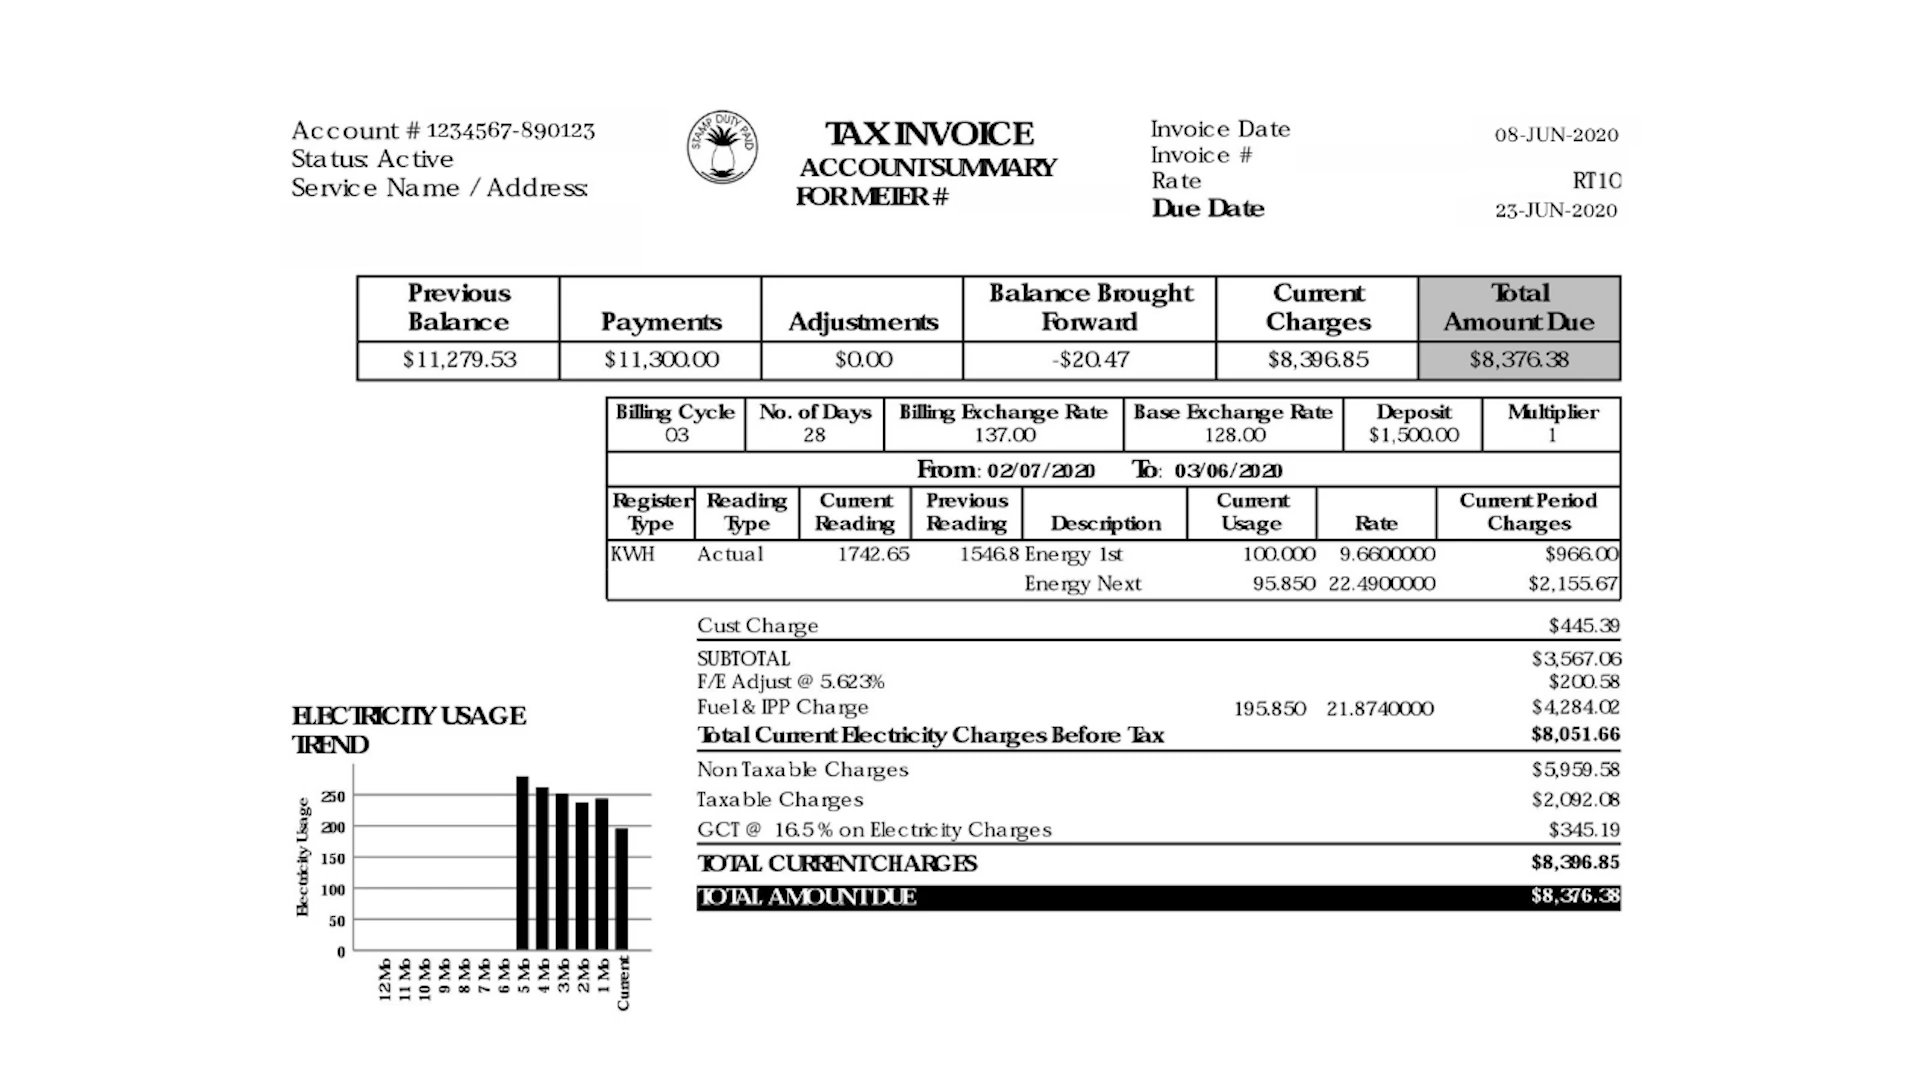 Account # 1234567-890123
Status: Active
Service Name / Address:
STAMP DUTY PAID
TAX INVOICE
ACCOUNT SUMMARY
FOR METER #
Invoice Date 08-JUN-2020
Invoice #
Rate RT10
Due Date 23-JUN-2020
Previous Balance Payments Adjustments Balance Brought Forward Current Charges Total Amount Due
$11,279.53 $11,300.00 $0.00 -$20.47 $8,396.85 $8,376.38
Billing Cycle No. of Days Billing Exchange Rate Base Exchange Rate Deposit Multiplier
03 28 137.00 128.00 $1,500.00 1
From: 02/07/2020 To: 03/06/2020
Register Type Reading Type Current Reading Previous Reading Description Current Usage Rate Current Period Charges
KWH Actual 1742.65 1546.8 Energy 1st 100.000 9.6600000 $966.00
Energy Next 95.850 22.4900000 $2,155.67
Cust Charge $445.39
SUBTOTAL $3,567.06
F/E Adjust @ 5.623% $200.58
Fuel & IPP Charge 195.850 21.8740000 $4,284.02
Total Current Electricity Charges Before Tax $8,051.66
Non Taxable Charges $5,959.58
Taxable Charges $2,092.08
GCT @ 16.5 % on Electricity Charges $345.19
TOTAL CURRENT CHARGES $8,396.85
TOTAL AMOUNT DUE $8,376.38
ELECTRICITY USAGE
TREND
Electricity Usage
250
200
150
100
50
0
12 Mo
11 Mo
10 Mo
9 Mo
8 Mo
7 Mo
6 Mo
5 Mo
4 Mo
3 Mo
2 Mo
1 Mo
Current